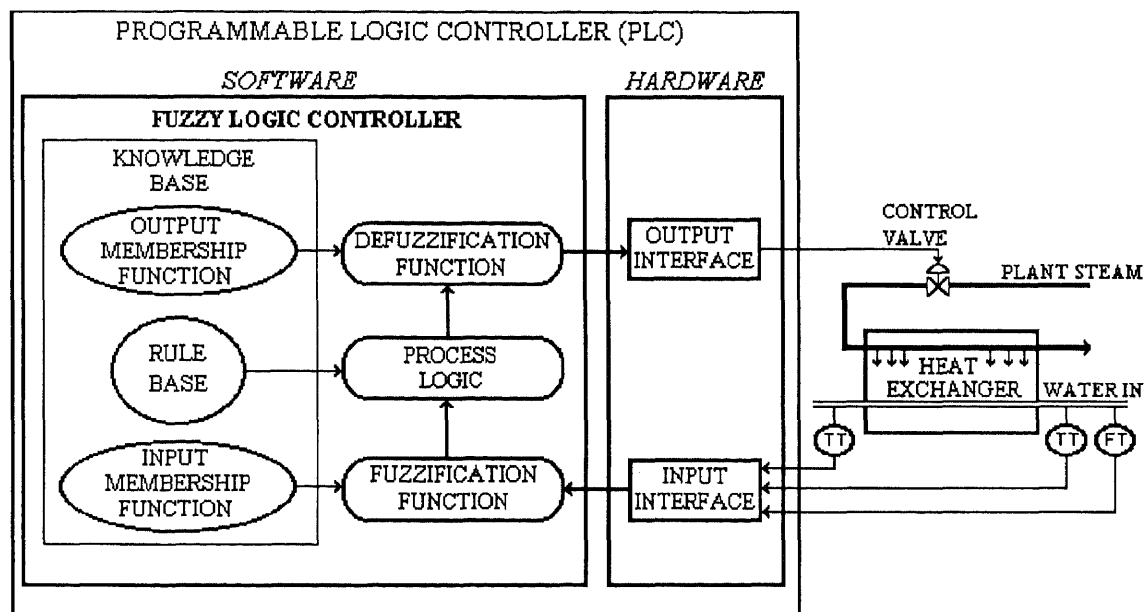 PROGRAMMABLE LOGIC CONTROLLER (PLC)
SOFTWARE
HARDWARE
FUZZY LOGIC CONTROLLER
KNOWLEDGE
BASE
OUTPUT
MEMBERSHIP
FUNCTION
DEFUZZIFICATION
FUNCTION
OUTPUT
INTERFACE
CONTROL
VALVE
PLANT STEAM
RULE
BASE
PROCESS
LOGIC
HEAT
EXCHANGER
WATER IN
TT
TT
FT
INPUT
MEMBERSHIP
FUNCTION
FUZZIFICATION
FUNCTION
INPUT
INTERFACE